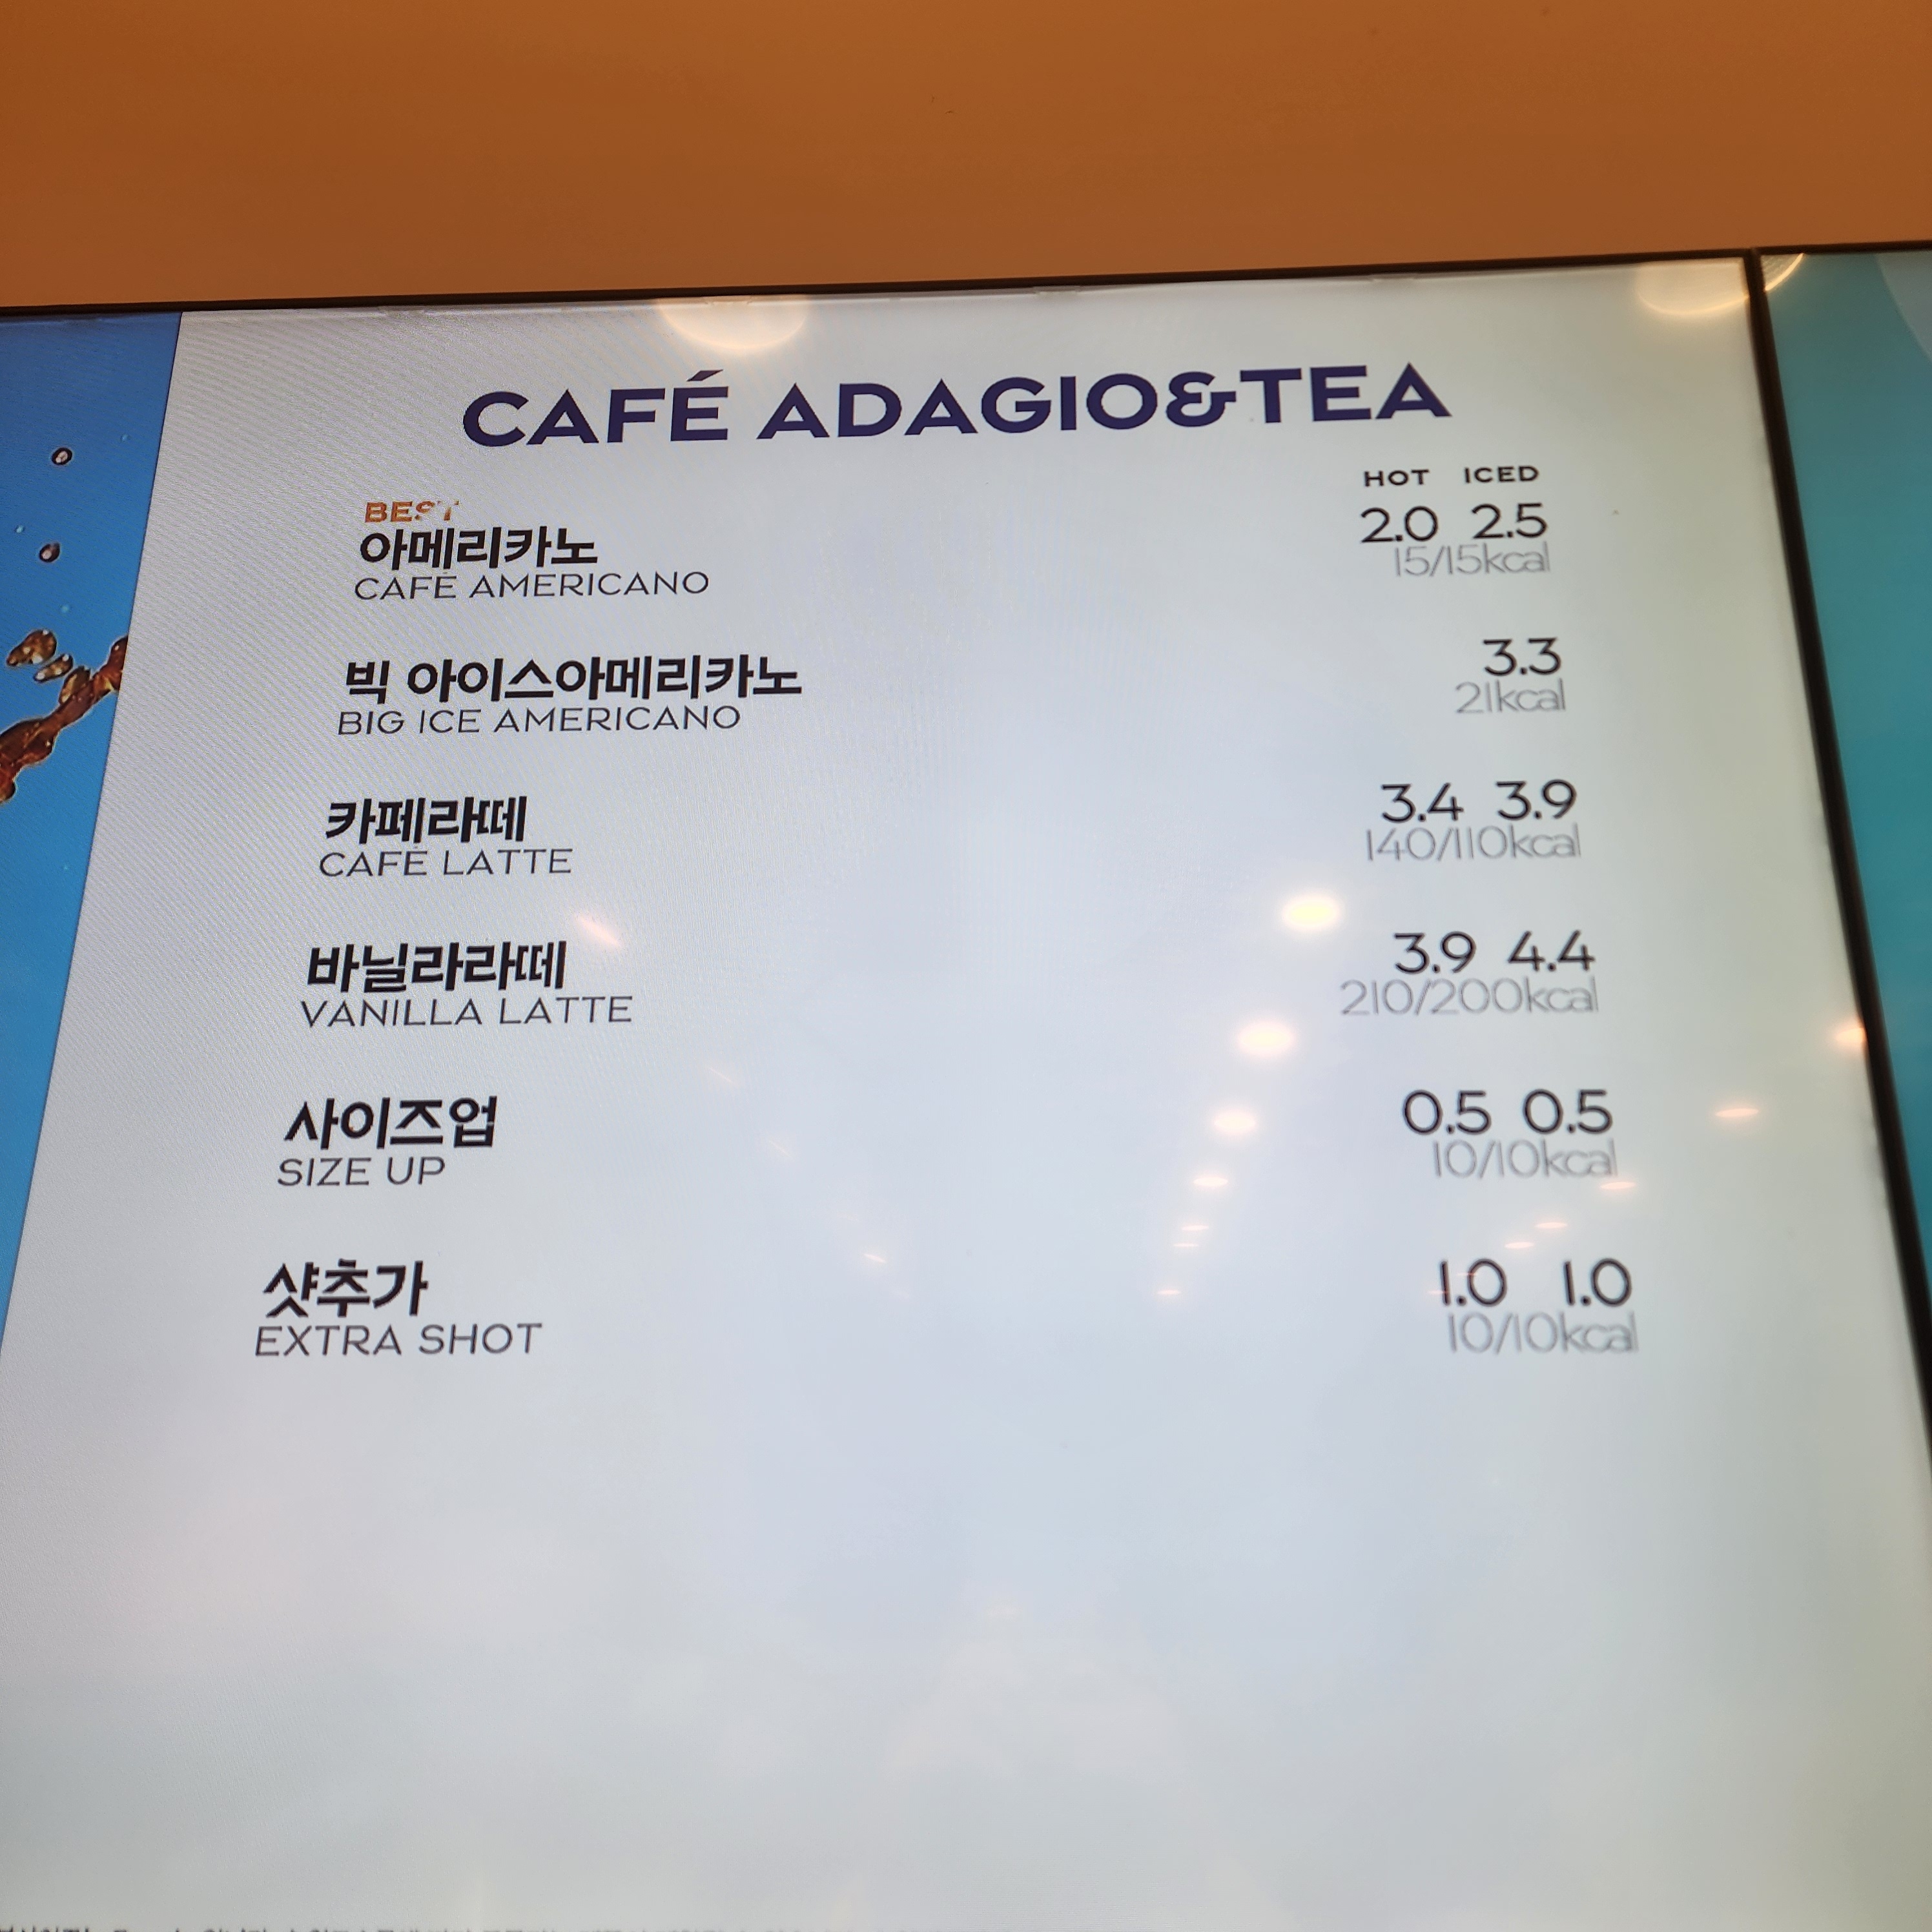 CAFÉ ADAGIO&TEA
HOT ICED
BEST
아메리카노 2.0 2.5
CAFÉ AMERICANO 15/15kcal
빅 아이스아메리카노 3.3
BIG ICE AMERICANO 21kcal
카페라떼 3.4 3.9
CAFÉ LATTE 140/110kcal
바닐라라떼 3.9 4.4
VANILLA LATTE 210/200kcal
사이즈업 0.5 0.5
SIZE UP 10/10kcal
샷추가 1.0 1.0
EXTRA SHOT 10/10kcal